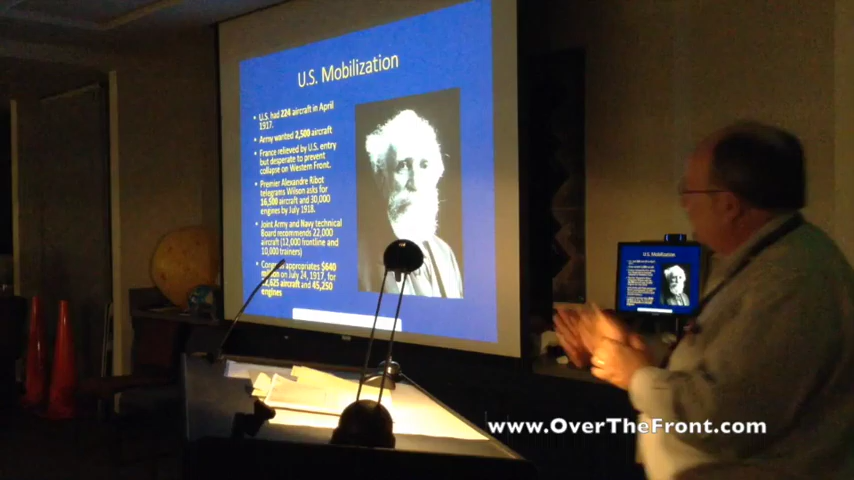 U.S. Mobilization
• U.S. had 224 aircraft in April
1917.
• Army wanted 2,500 aircraft
• France relieved by U.S. entry
but desperate to prevent
collapse on Western Front.
• Premier Alexandre Ribot
telegrams Wilson asks for
16,500 aircraft and 30,000
engines by July 1918.
• Joint Army and Navy technical
Board recommends 22,000
aircraft (12,000 frontline and
10,000 trainers)
• appropriates $640
on July 24, 1917, for
aircraft and 45,250
engines
U.S. Mobilization
www.OverTheFront.com